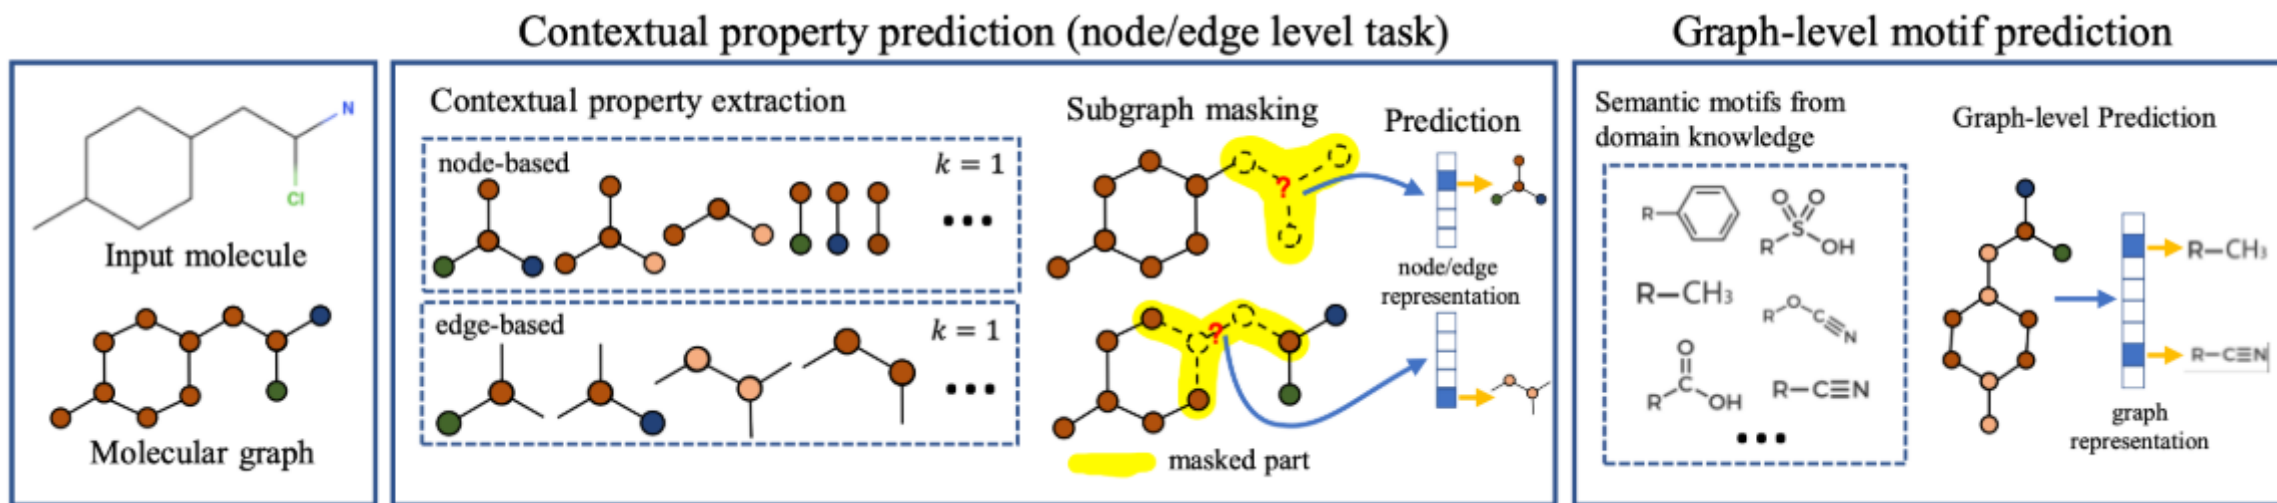 Contextual property prediction (node/edge level task)
Graph-level motif prediction
N
Cl
Input molecule
Molecular graph
Contextual property extraction
node-based
k = 1
edge-based
k = 1
Subgraph masking
?
?
masked part
Prediction
node/edge
representation
Semantic motifs from
domain knowledge
R
O O
S
R OH
R—CH₃
R O C N
O
R OH
R—C≡N
Graph-level Prediction
R—CH₃
R—C≡N
graph
representation